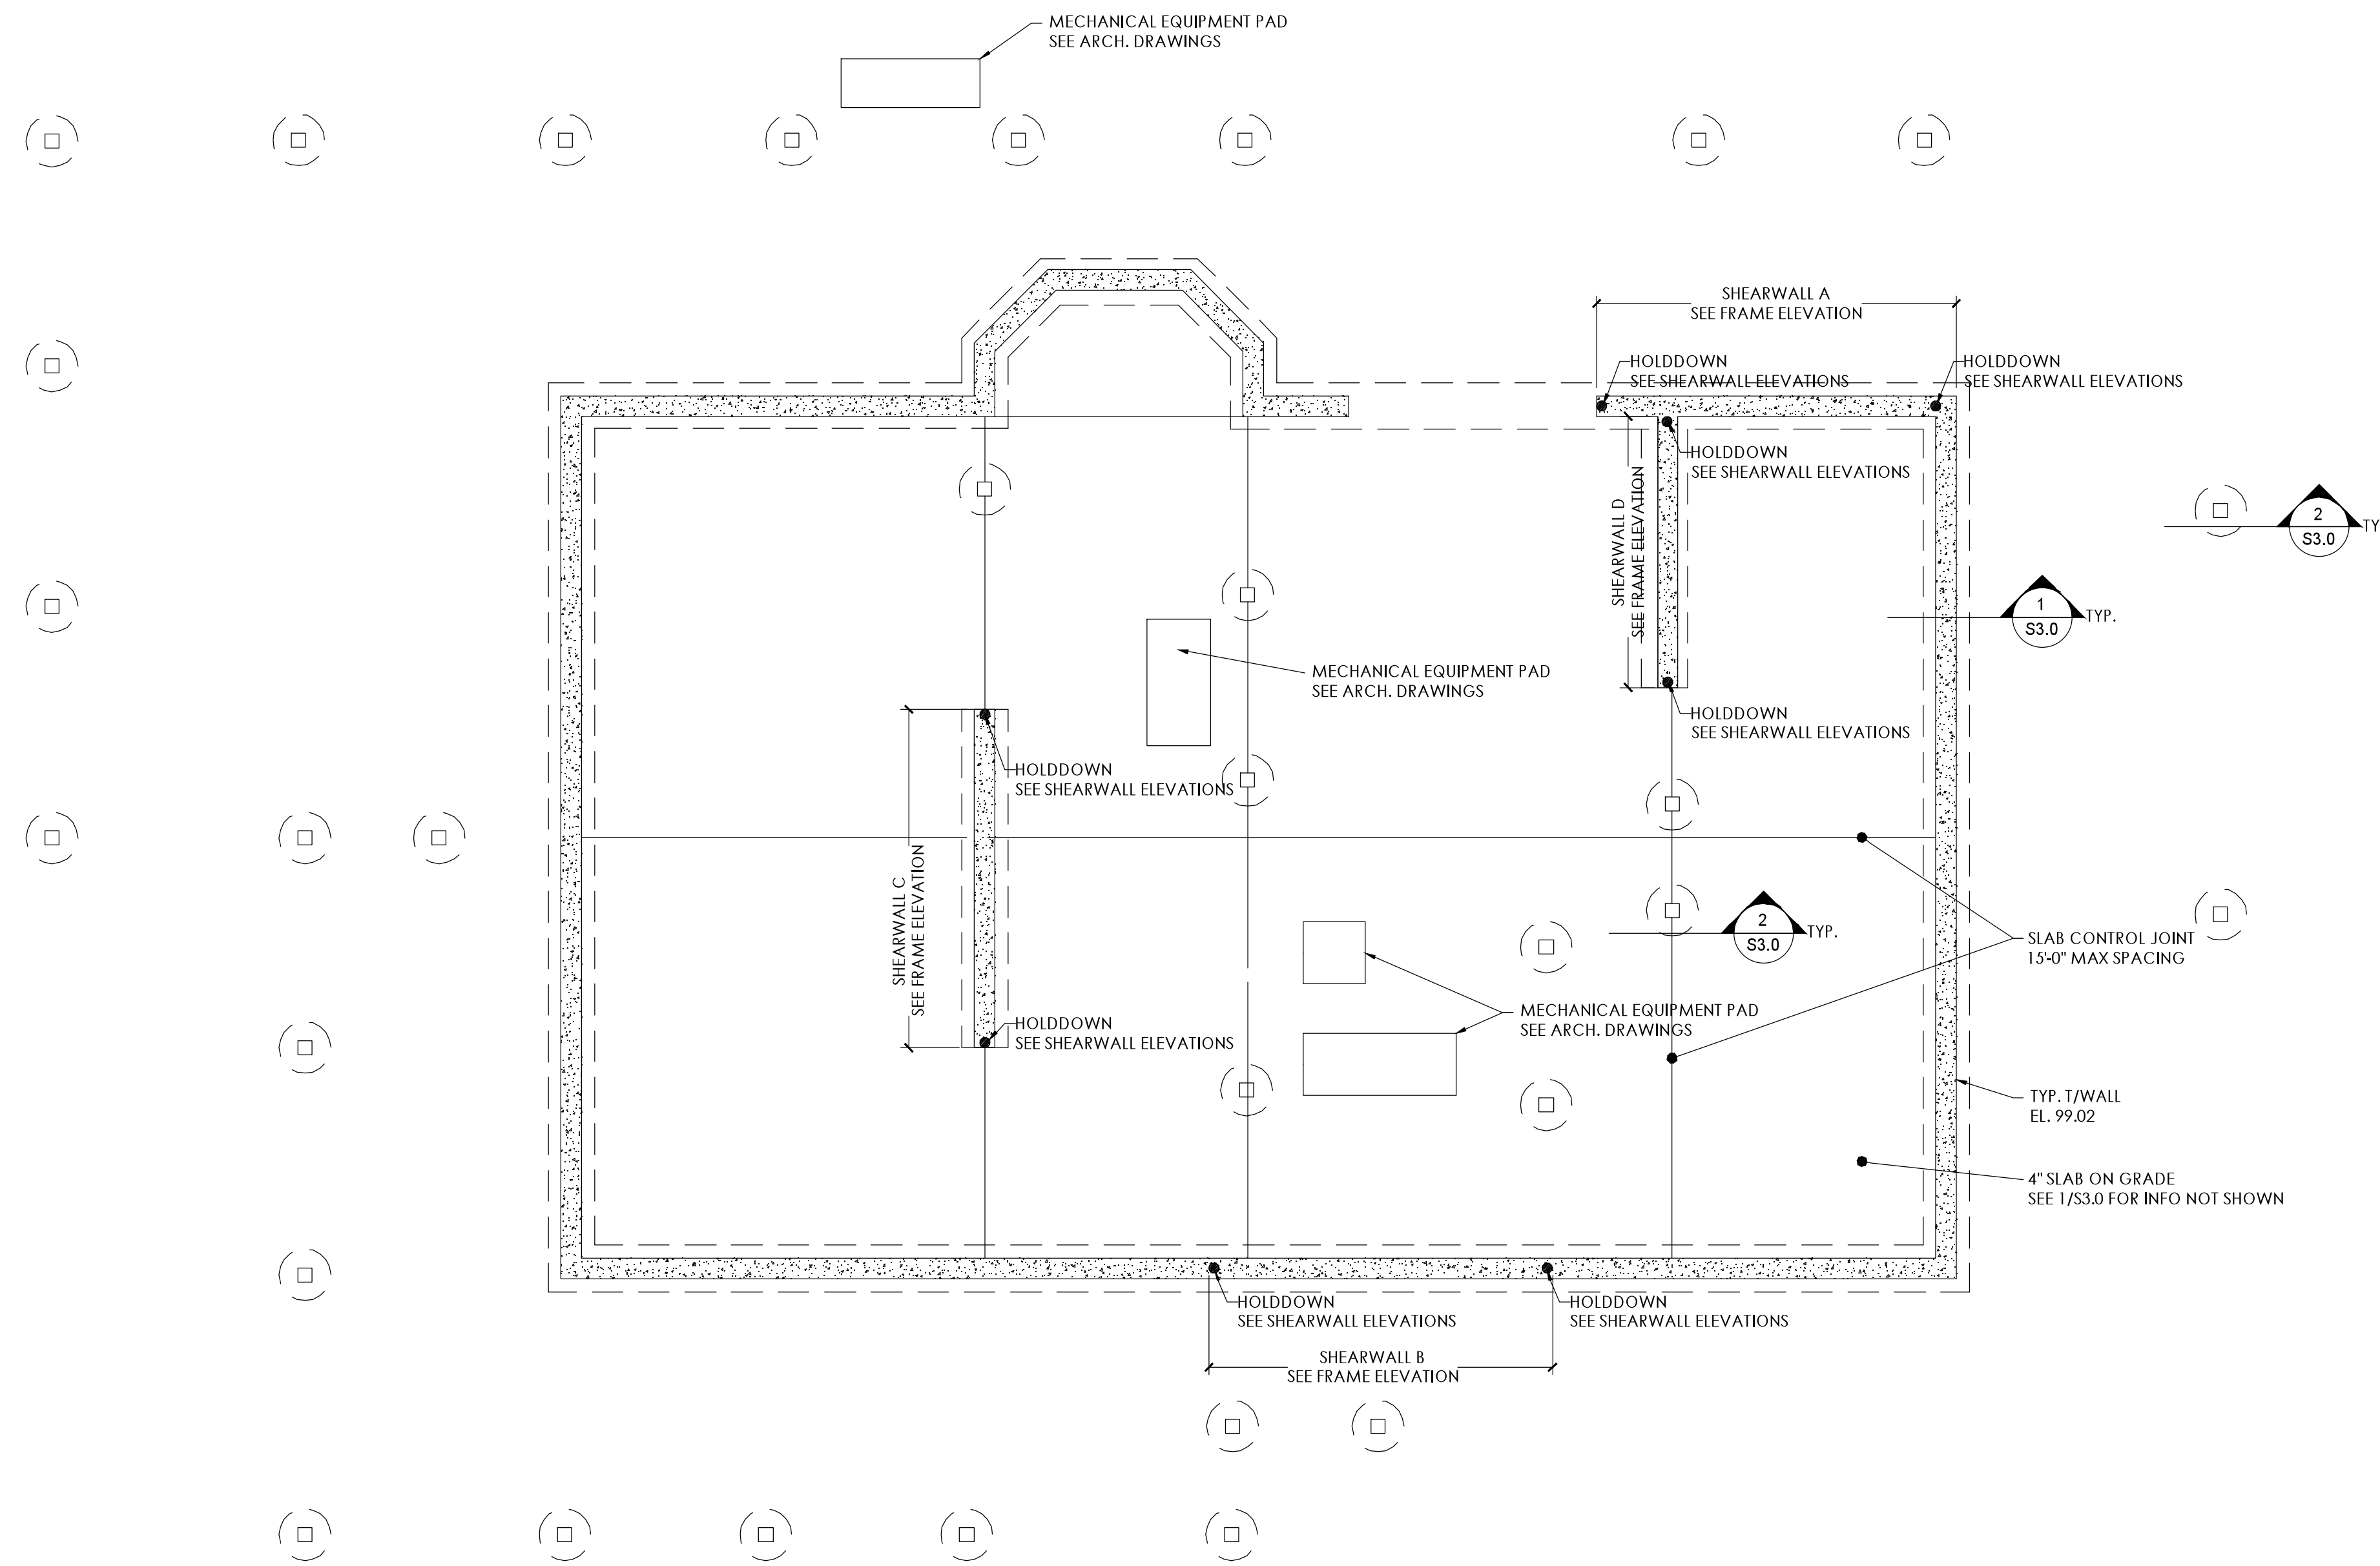 MECHANICAL EQUIPMENT PAD
SEE ARCH. DRAWINGS
SHEARWALL A
SEE FRAME ELEVATION
HOLDDOWN
SEE SHEARWALL ELEVATIONS
HOLDDOWN
SEE SHEARWALL ELEVATIONS
HOLDDOWN
SEE SHEARWALL ELEVATIONS
SHEARWALL D
SEE FRAME ELEVATION
2
S3.0
TY
1
S3.0
TYP.
MECHANICAL EQUIPMENT PAD
SEE ARCH. DRAWINGS
HOLDDOWN
SEE SHEARWALL ELEVATIONS
HOLDDOWN
SEE SHEARWALL ELEVATIONS
SHEARWALL C
SEE FRAME ELEVATION
2
S3.0
TYP.
SLAB CONTROL JOINT
15'-0" MAX SPACING
MECHANICAL EQUIPMENT PAD
SEE ARCH. DRAWINGS
HOLDDOWN
SEE SHEARWALL ELEVATIONS
TYP. T/WALL
EL. 99.02
4" SLAB ON GRADE
SEE 1/S3.0 FOR INFO NOT SHOWN
HOLDDOWN
SEE SHEARWALL ELEVATIONS
HOLDDOWN
SEE SHEARWALL ELEVATIONS
SHEARWALL B
SEE FRAME ELEVATION